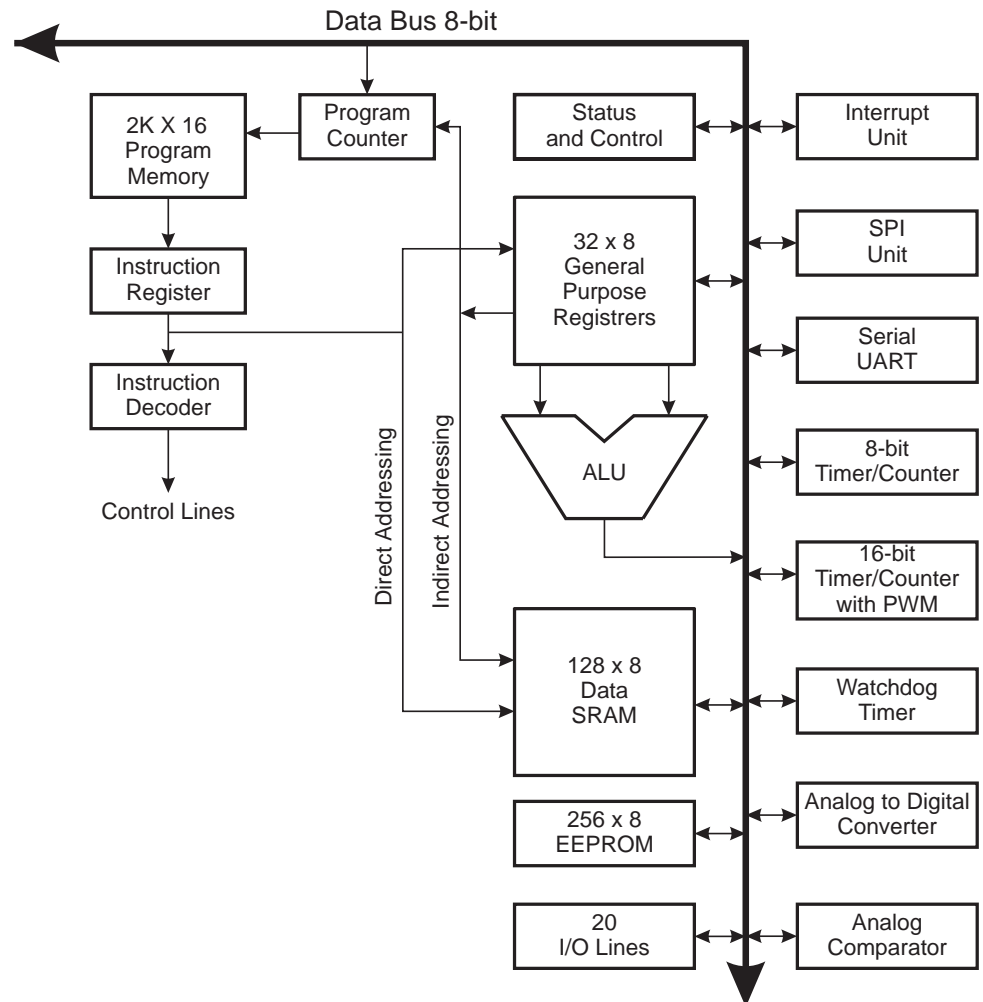 Data Bus 8-bit
2K X 16
Program
Memory
Program
Counter
Status
and Control
Interrupt
Unit
Instruction
Register
32 x 8
General
Purpose
Registrers
SPI
Unit
Serial
UART
Instruction
Decoder
Control Lines
Direct Addressing
Indirect Addressing
ALU
8-bit
Timer/Counter
16-bit
Timer/Counter
with PWM
128 x 8
Data
SRAM
Watchdog
Timer
256 x 8
EEPROM
Analog to Digital
Converter
20
I/O Lines
Analog
Comparator